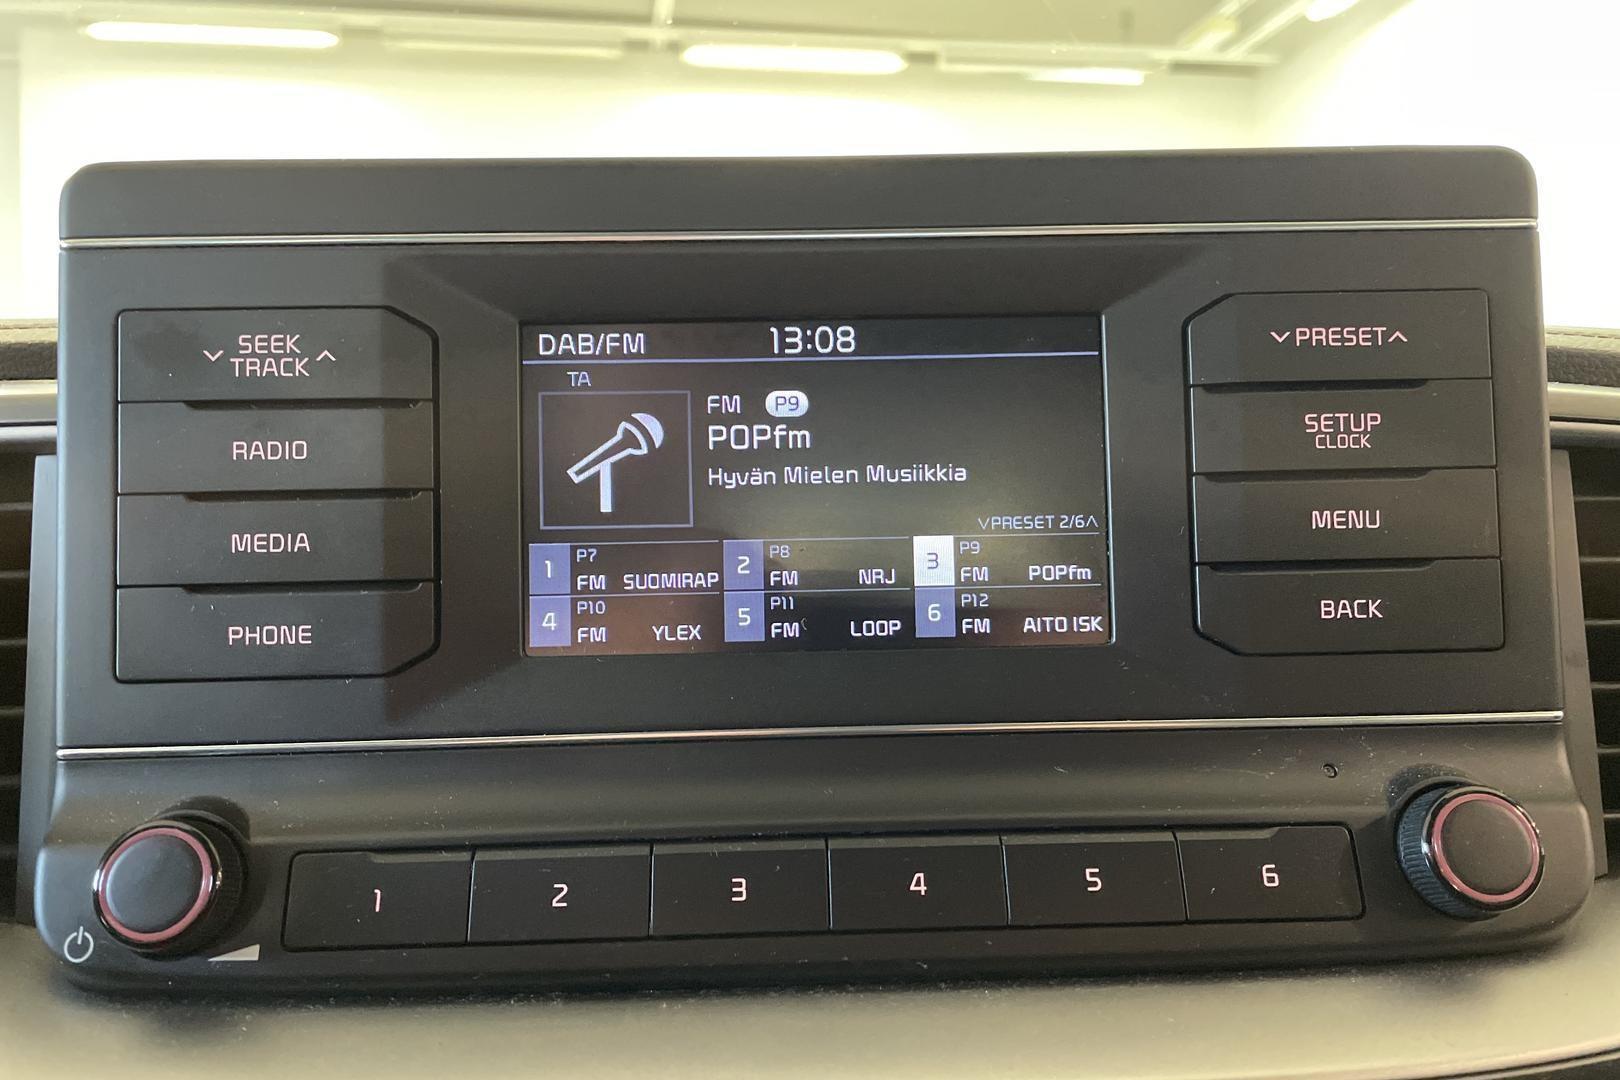 SEEK
TRACK
RADIO
MEDIA
PHONE
DAB/FM 13:08
TA
FM P9
POPfm
Hyvän Mielen Musiikkia
PRESET 2/6
1 P7 FM SUOMIRAP
2 P8 FM NRJ
3 P9 FM POPfm
4 P10 FM YLEX
5 P11 FM LOOP
6 P12 FM AITO ISK
PRESET
SETUP
CLOCK
MENU
BACK
1 2 3 4 5 6